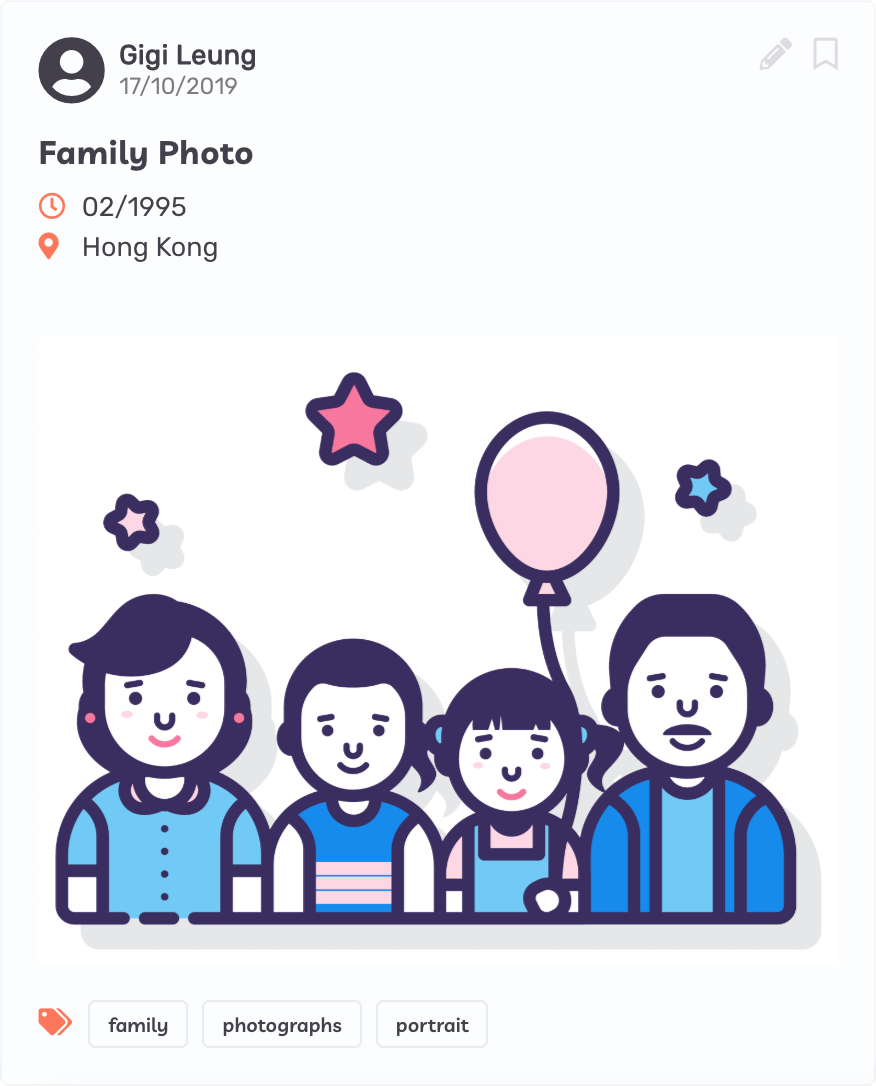 Gigi Leung
17/10/2019
Family Photo
02/1995
Hong Kong
family
photographs
portrait